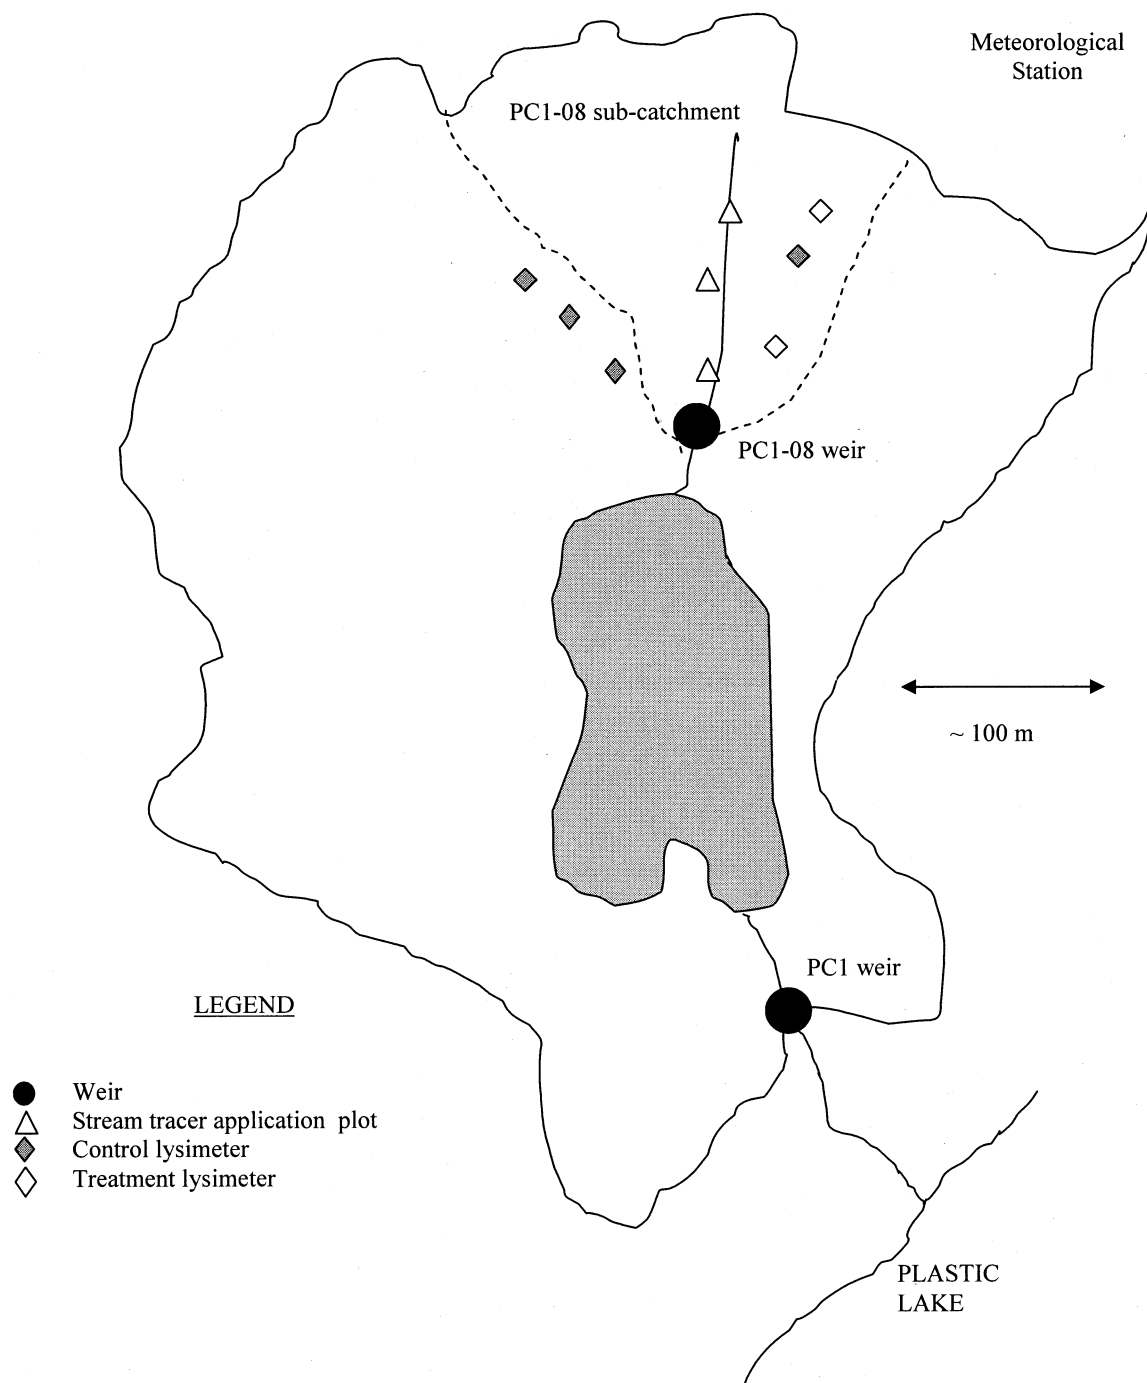 Meteorological
Station
PC1-08 sub-catchment
PC1-08 weir
~ 100 m
PC1 weir
LEGEND
Weir
Stream tracer application plot
Control lysimeter
Treatment lysimeter
PLASTIC
LAKE